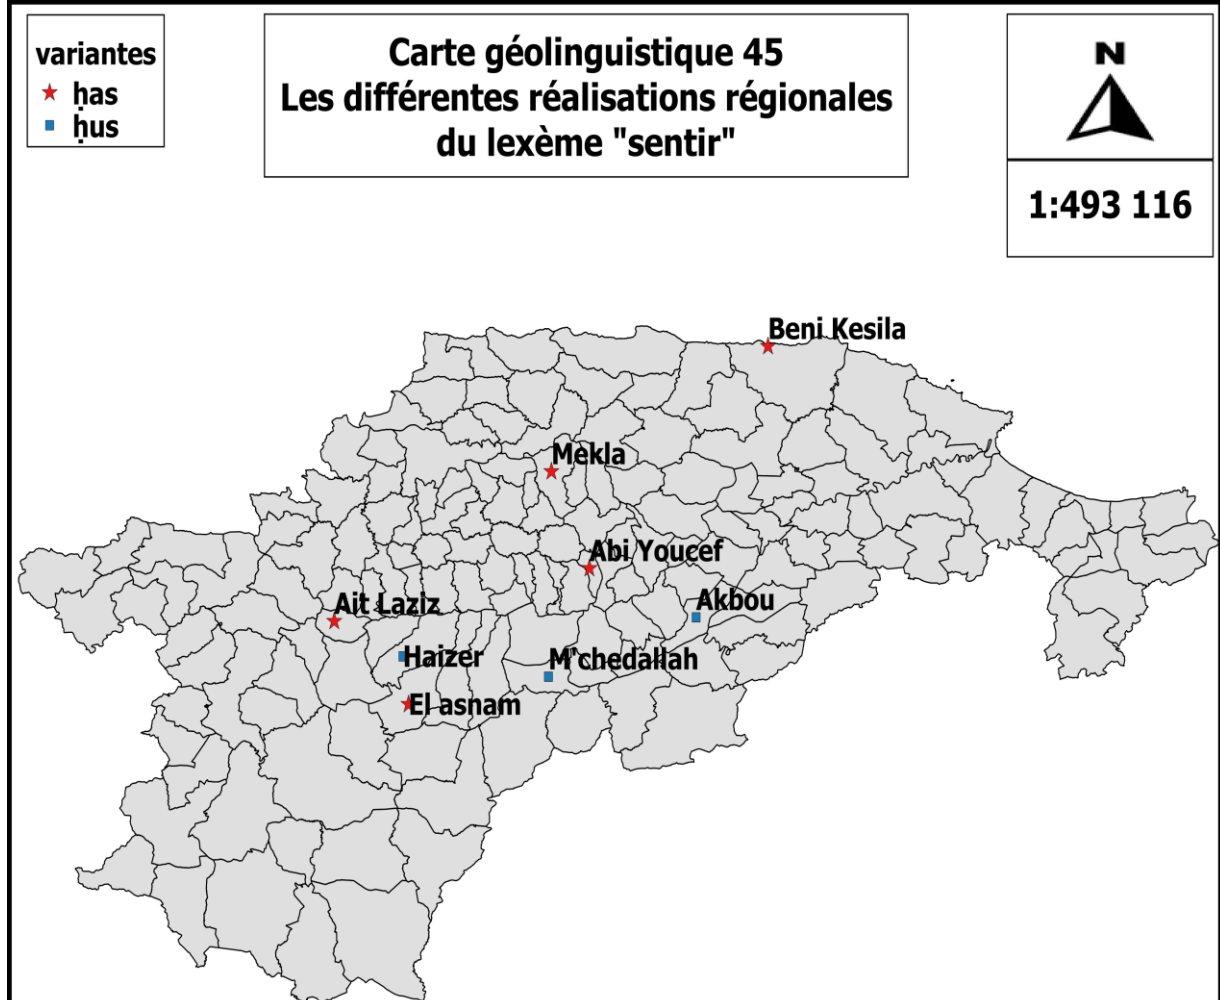 variantes
ḥas
ḥus
Carte géolinguistique 45
Les différentes réalisations régionales
du lexème "sentir"
N
1:493 116
Beni Kesila
Mekla
Abi Youcef
Akbou
Ait Laziz
Haizer
M'chedallah
El asnam